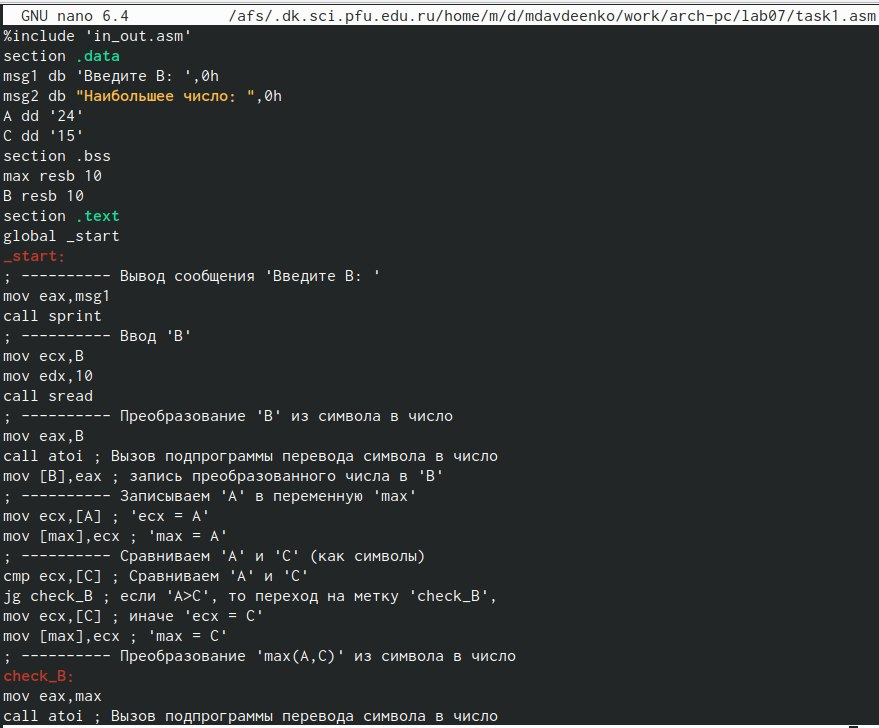 GNU nano 6.4 /afs/.dk.sci.pfu.edu.ru/home/m/d/mdavdeenko/work/arch-pc/lab07/task1.asm
%include 'in_out.asm'
section .data
msg1 db 'Введите B: ',0h
msg2 db "Наибольшее число: ",0h
A dd '24'
C dd '15'
section .bss
max resb 10
B resb 10
section .text
global _start
_start:
; ---------- Вывод сообщения 'Введите B: '
mov eax,msg1
call sprint
; ---------- Ввод 'B'
mov ecx,B
mov edx,10
call sread
; ---------- Преобразование 'B' из символа в число
mov eax,B
call atoi ; Вызов подпрограммы перевода символа в число
mov [B],eax ; запись преобразованного числа в 'B'
; ---------- Записываем 'A' в переменную 'max'
mov ecx,[A] ; 'ecx = A'
mov [max],ecx ; 'max = A'
; ---------- Сравниваем 'A' и 'С' (как символы)
cmp ecx,[C] ; Сравниваем 'A' и 'С'
jg check_B ; если 'A>C', то переход на метку 'check_B',
mov ecx,[C] ; иначе 'ecx = C'
mov [max],ecx ; 'max = C'
; ---------- Преобразование 'max(A,C)' из символа в число
check_B:
mov eax,max
call atoi ; Вызов подпрограммы перевода символа в число